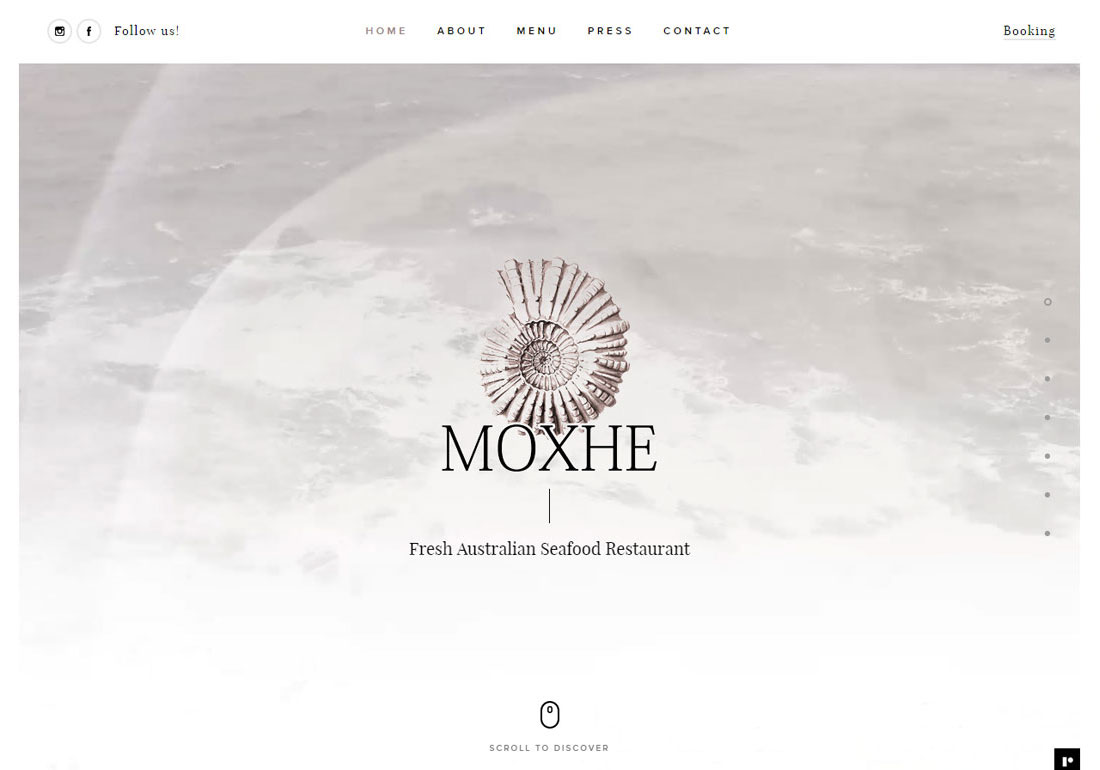 Follow us!
HOME ABOUT MENU PRESS CONTACT
Booking
MOXHE
Fresh Australian Seafood Restaurant
SCROLL TO DISCOVER